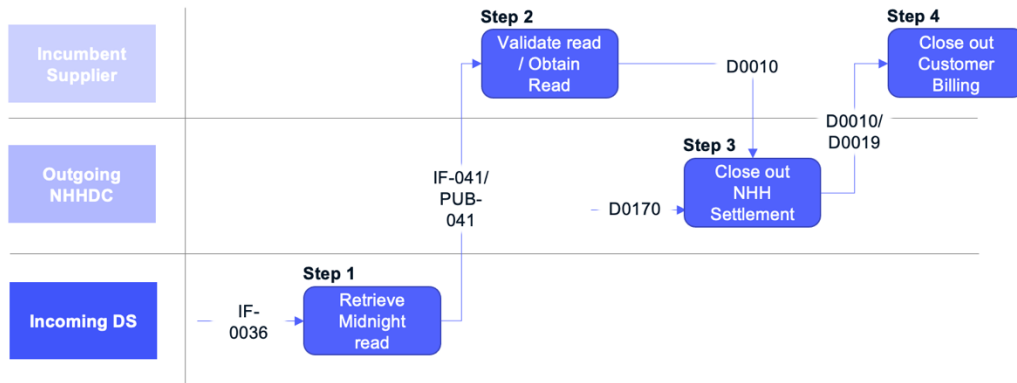 Step 2
Step 4
Incumbent
Supplier
Validate read
/ Obtain
Read
D0010
Close out
Customer
Billing
D0010/
D0019
Step 3
Outgoing
NHHDC
IF-041/
PUB-
041
D0170
Close out
NHH
Settlement
Step 1
Incoming DS
IF-
0036
Retrieve
Midnight
read